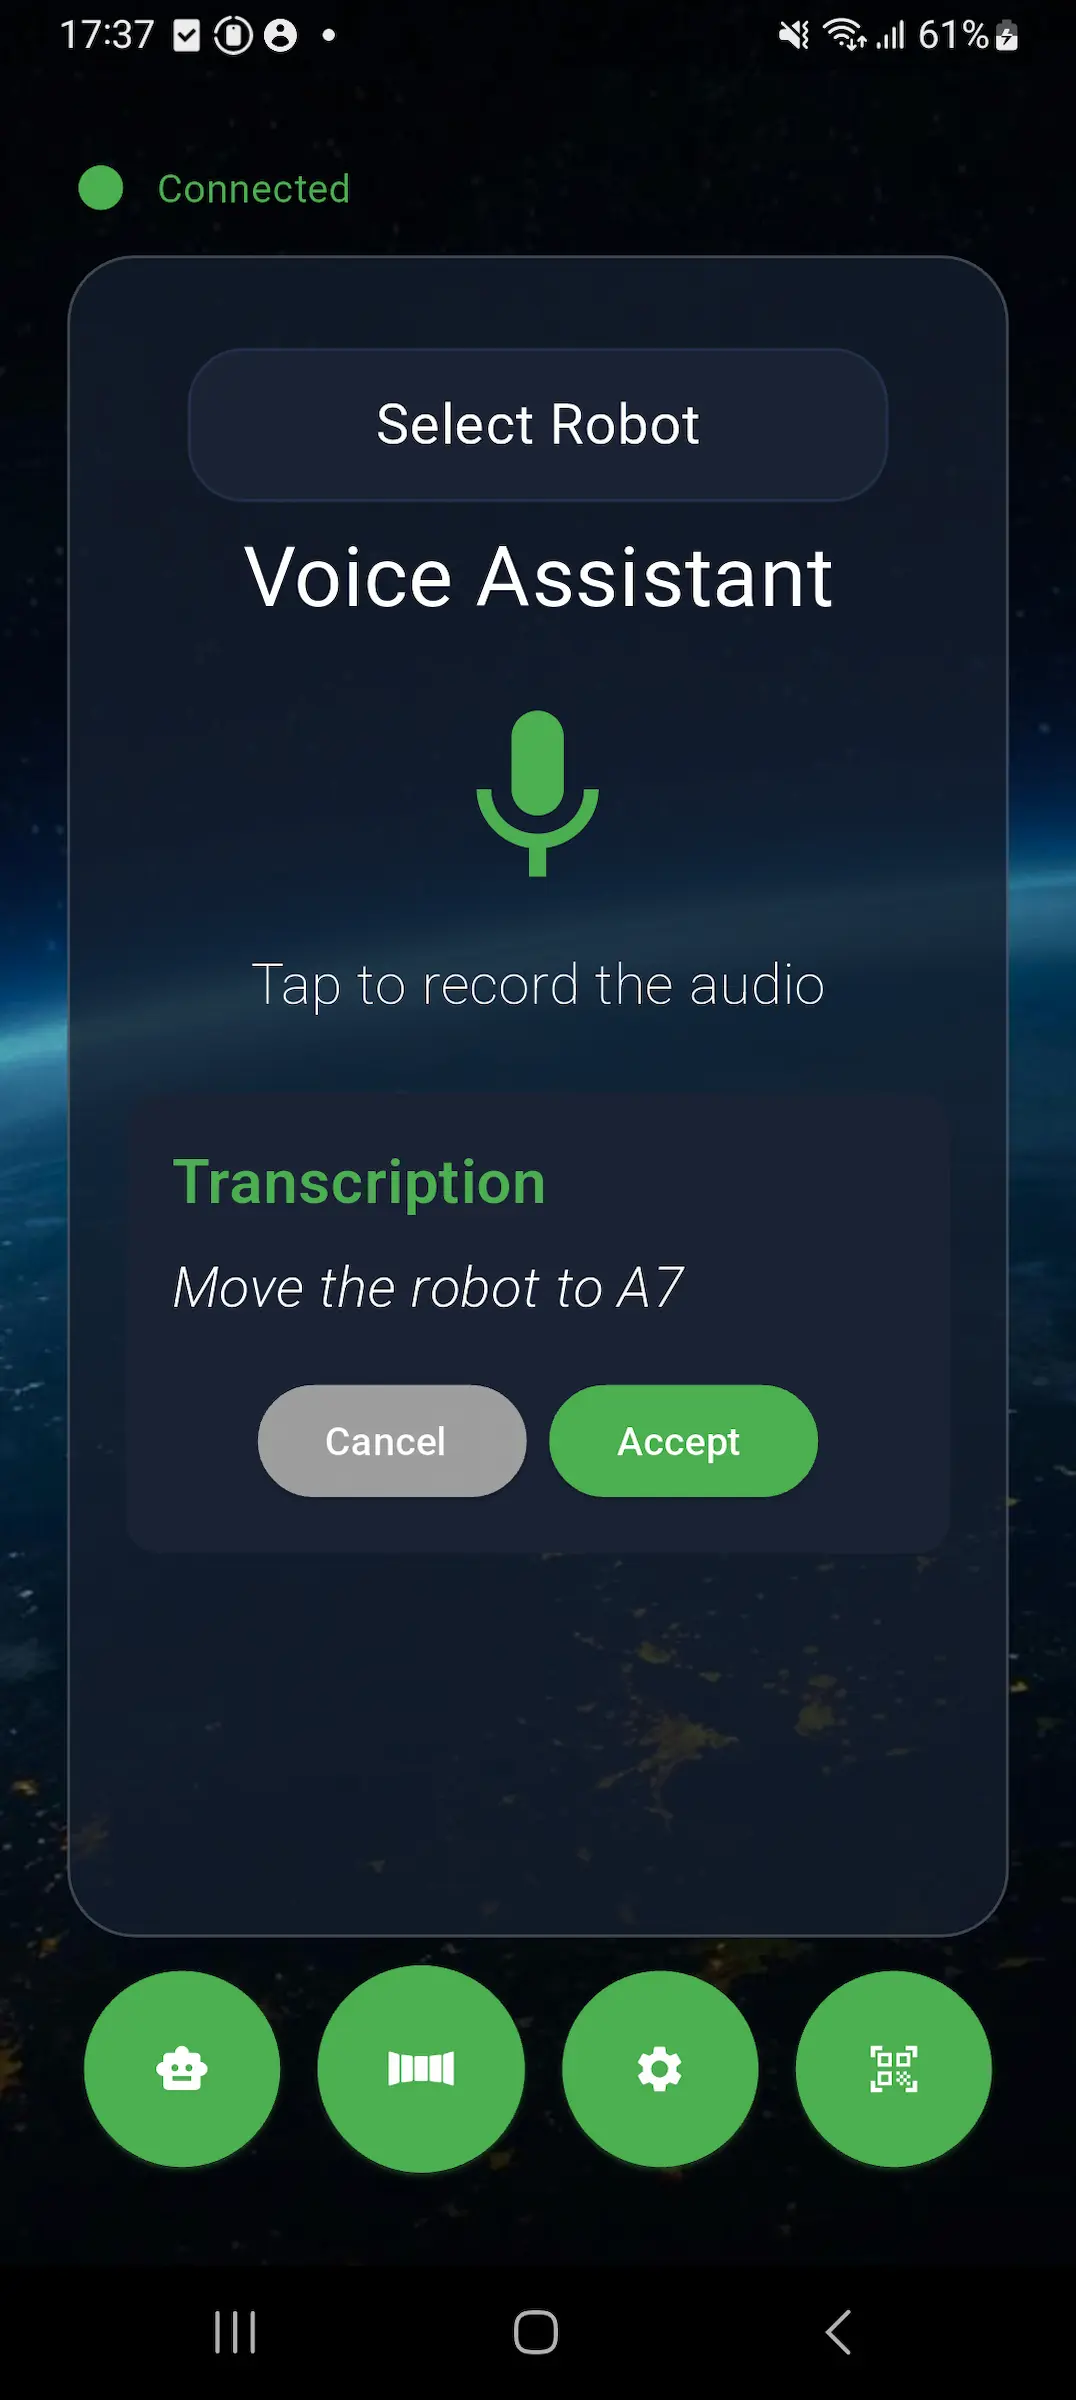 17:37 61%
Connected
Select Robot
Voice Assistant
Tap to record the audio
Transcription
Move the robot to A7
Cancel Accept